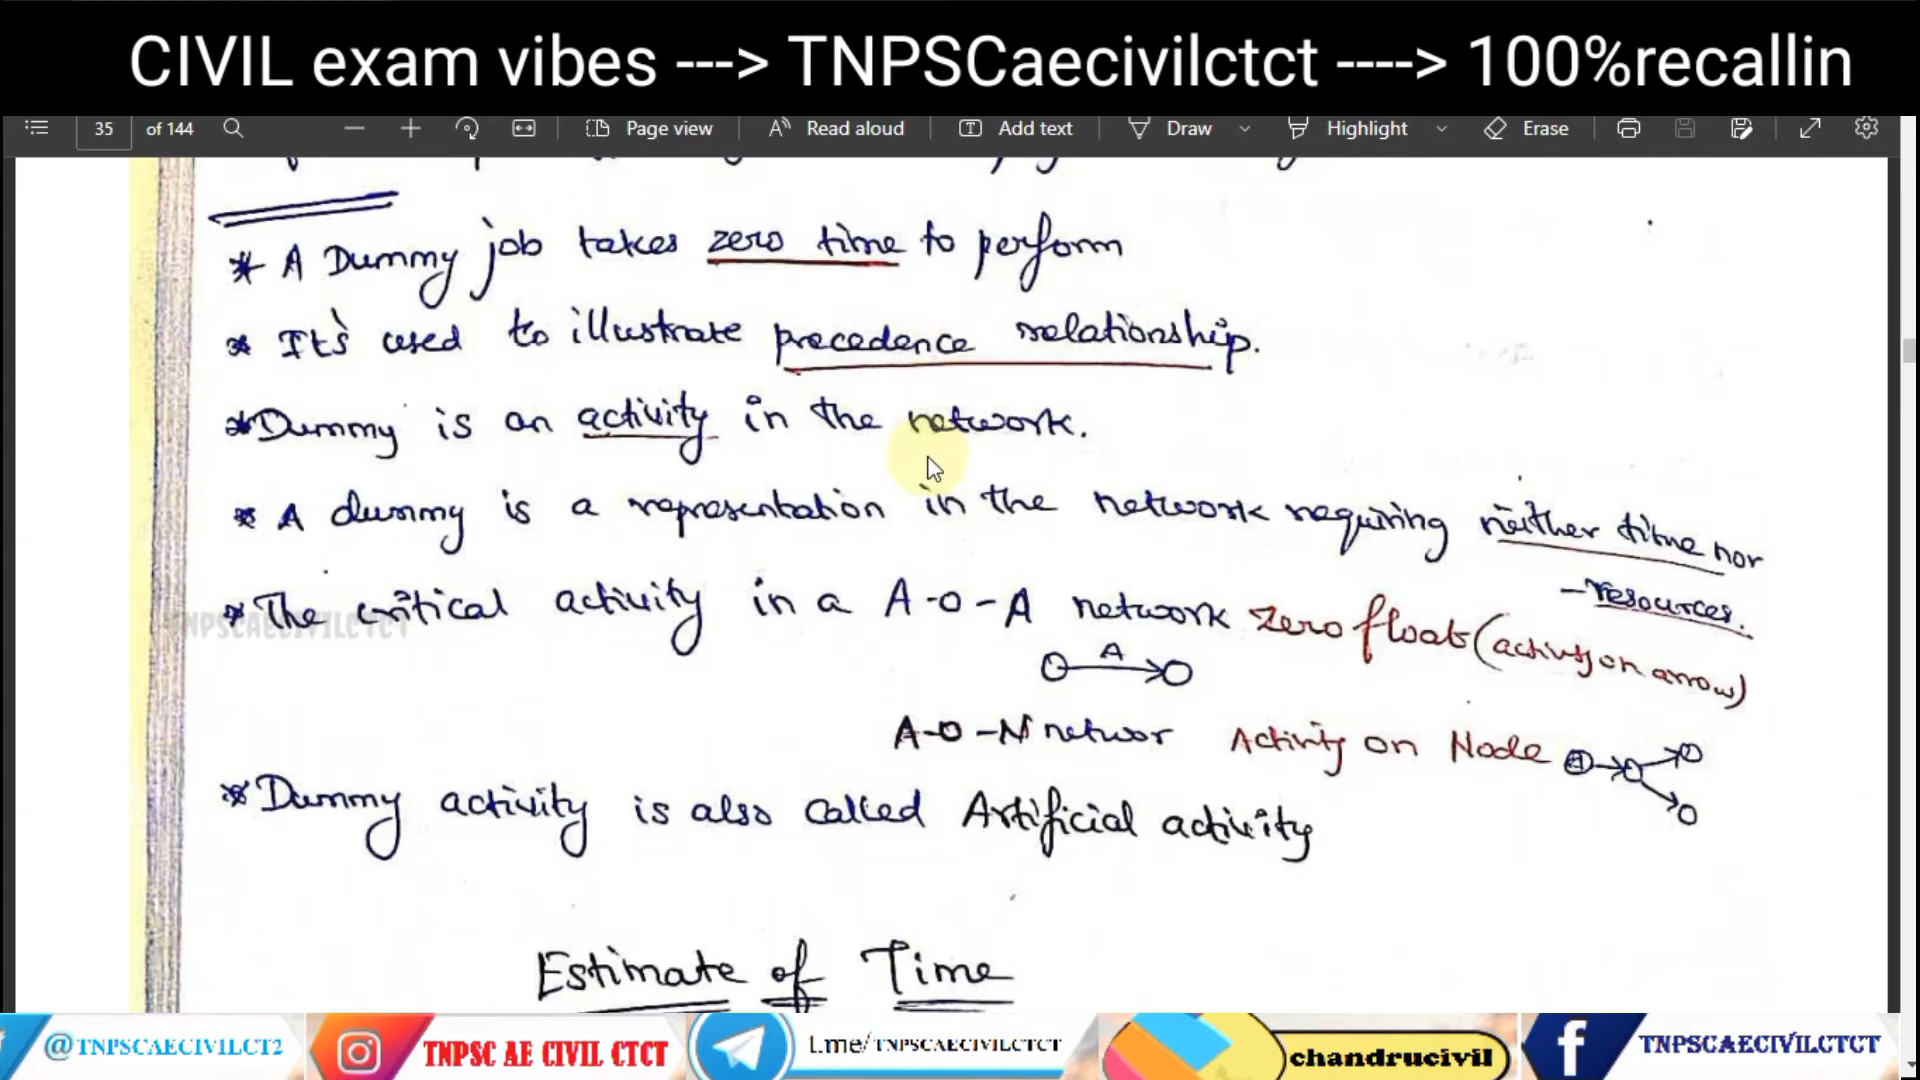 CIVIL exam vibes ---> TNPSCaecivilctct ----> 100%recallin
35 of 144 Page view Read aloud Add text Draw Highlight Erase
* A Dummy job takes zero time to perform
* It's used to illustrate precedence relationship.
* Dummy is an activity in the network.
* A dummy is a representation in the network requiring neither time nor
- resources.
* The critical activity in a A-O-A network zero float (activity on arrow)
A
A-O-N networ Activity on Node
* Dummy activity is also called Artificial activity
TNPSCAECIVILCTCT
Estimate of Time
@TNPSCAECIVILCT2 TNPSC AE CIVIL CTCT t.me/TNPSCAECIVILCTCT chandrucivil TNPSCAECIVILCTCT